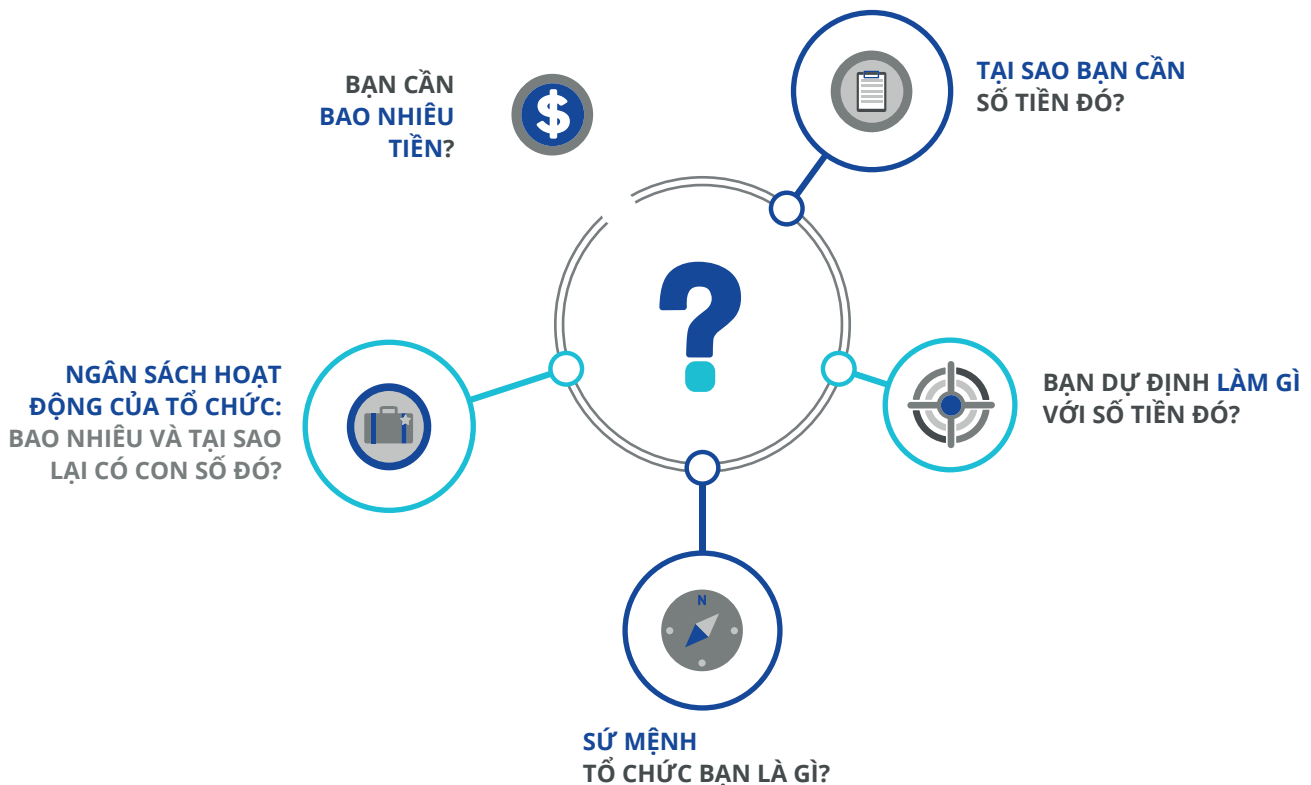 BẠN CẦN
BAO NHIÊU
TIỀN?
$
TẠI SAO BẠN CẦN
SỐ TIỀN ĐÓ?
?
NGÂN SÁCH HOẠT
ĐỘNG CỦA TỔ CHỨC:
BAO NHIÊU VÀ TẠI SAO
LẠI CÓ CON SỐ ĐÓ?
BẠN DỰ ĐỊNH LÀM GÌ
VỚI SỐ TIỀN ĐÓ?
N
SỨ MỆNH
TỔ CHỨC BẠN LÀ GÌ?